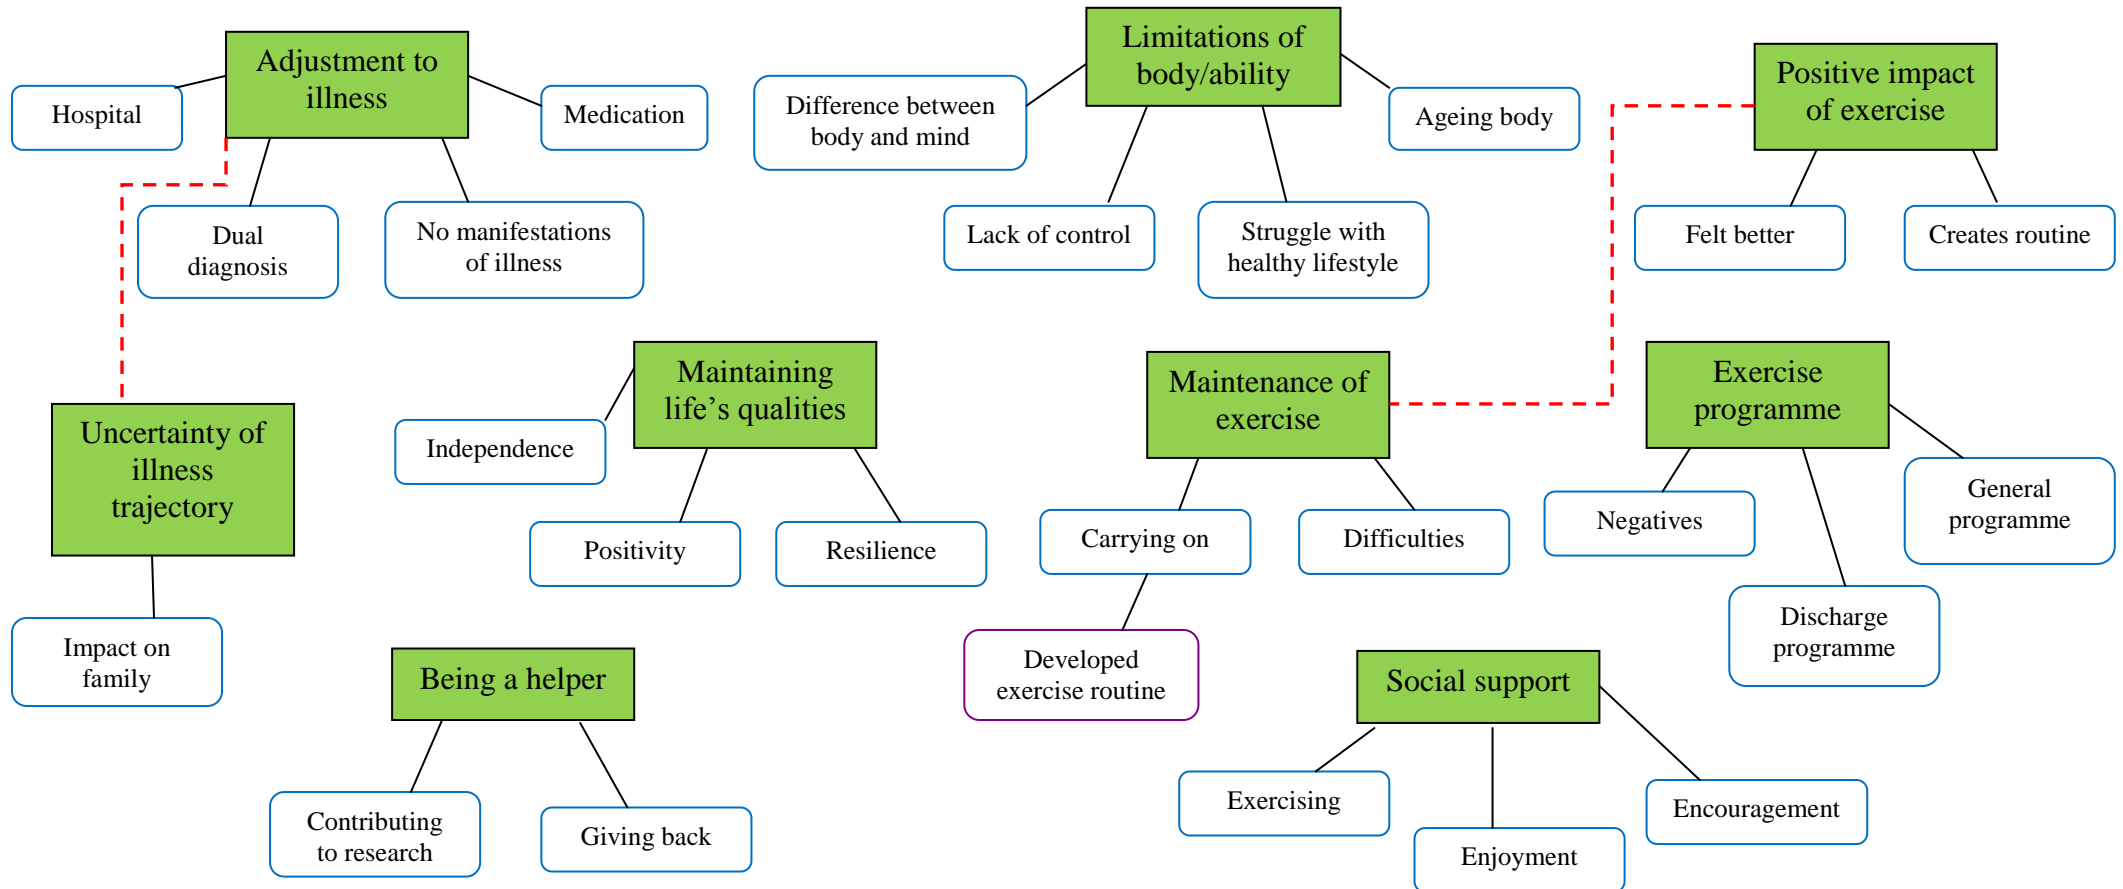 Adjustment to
illness
Hospital
Medication
Dual
diagnosis
No manifestations
of illness
Limitations of
body/ability
Difference between
body and mind
Ageing body
Lack of control
Struggle with
healthy lifestyle
Positive impact
of exercise
Felt better
Creates routine
Uncertainty of
illness
trajectory
Impact on
family
Maintaining
life’s qualities
Independence
Positivity
Resilience
Maintenance of
exercise
Carrying on
Difficulties
Developed
exercise routine
Exercise
programme
Negatives
General
programme
Discharge
programme
Being a helper
Contributing
to research
Giving back
Social support
Exercising
Enjoyment
Encouragement